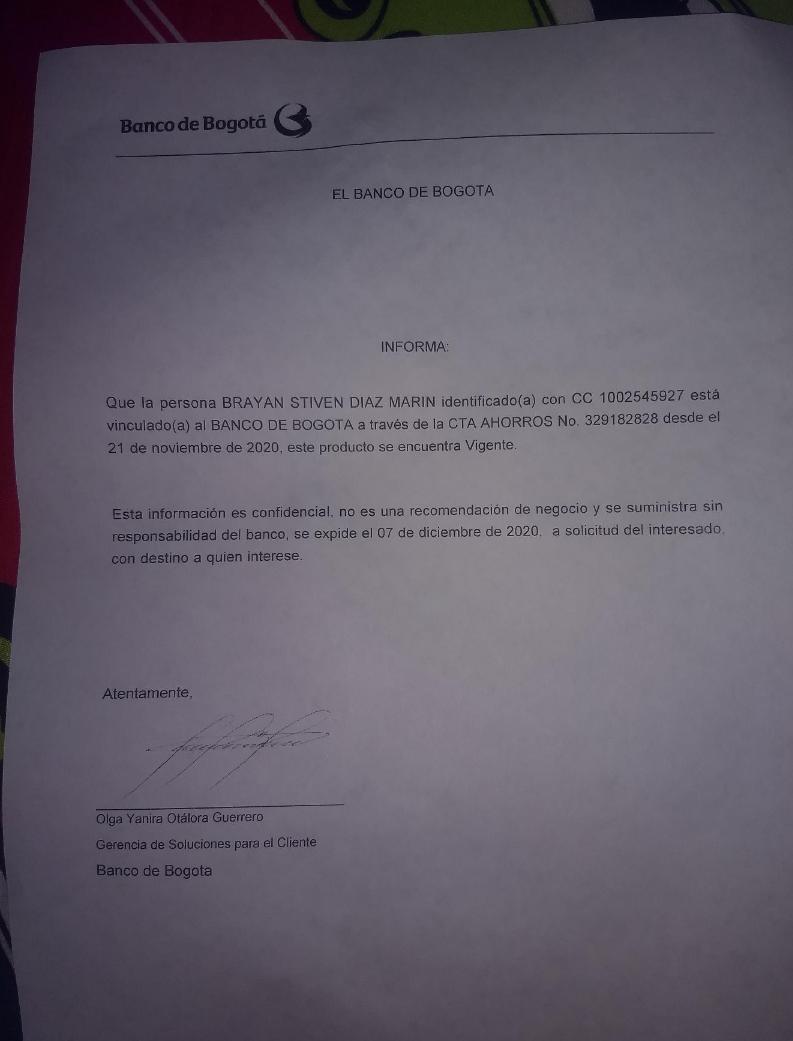 Banco de Bogotá
EL BANCO DE BOGOTA
INFORMA:
Que la persona BRAYAN STIVEN DIAZ MARIN identificado(a) con CC 1002545927 está
vinculado(a) al BANCO DE BOGOTA a través de la CTA AHORROS No. 329182828 desde el
21 de noviembre de 2020, este producto se encuentra Vigente.
Esta información es confidencial, no es una recomendación de negocio y se suministra sin
responsabilidad del banco, se expide el 07 de diciembre de 2020, a solicitud del interesado,
con destino a quien interese.
Atentamente,
Olga Yanira Otálora Guerrero
Gerencia de Soluciones para el Cliente
Banco de Bogota